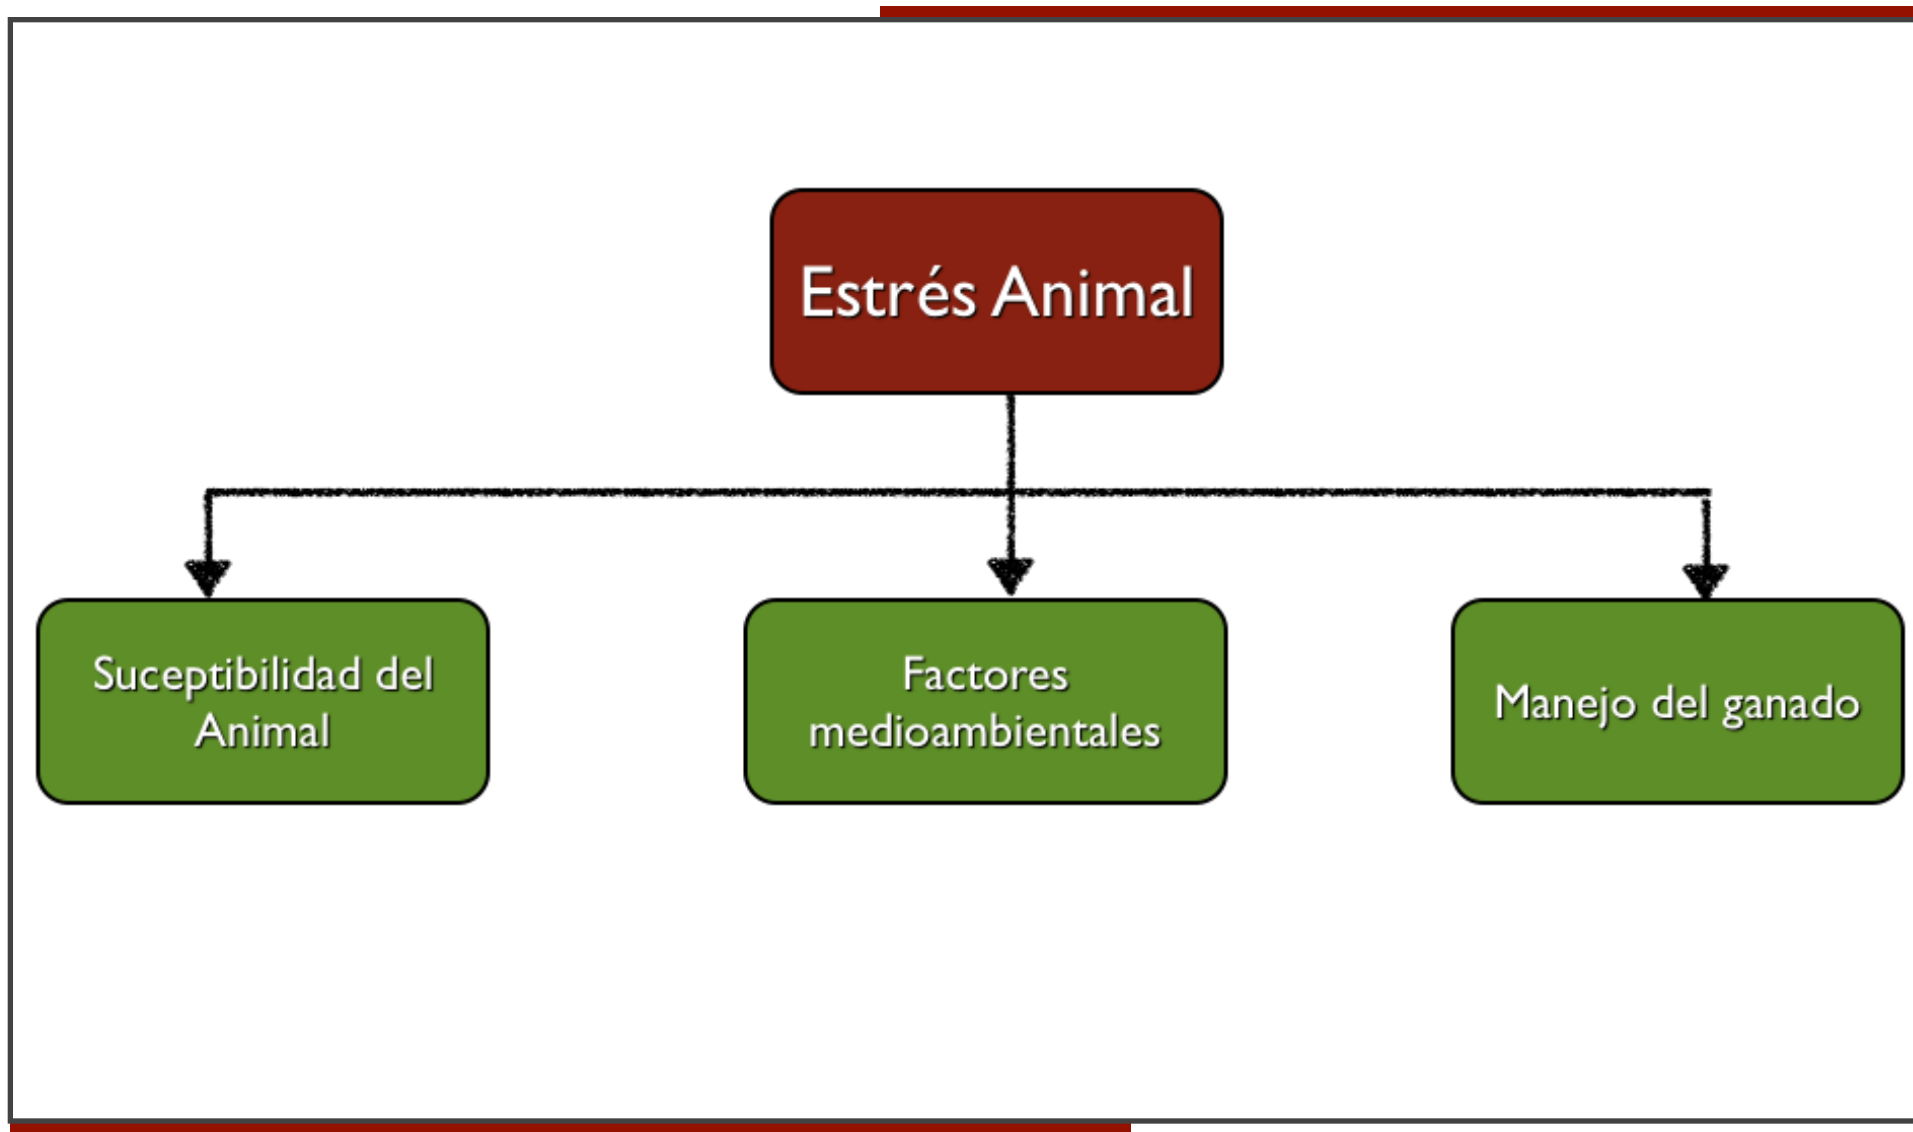 Estrés Animal
Suceptibilidad del
Animal
Factores
medioambientales
Manejo del ganado